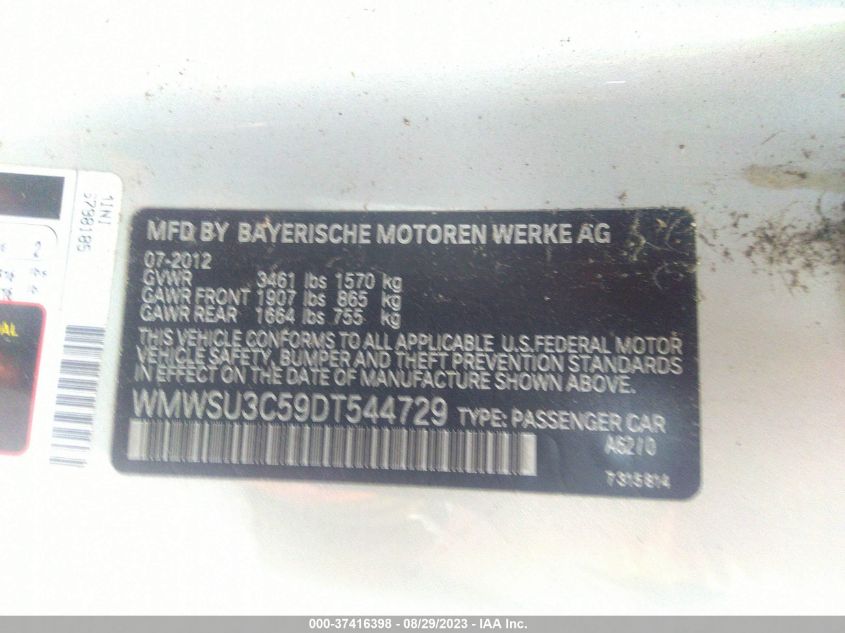 MFD BY BAYERISCHE MOTOREN WERKE AG
07-2012
GVWR 3461 lbs 1570 kg
GAWR FRONT 1907 lbs 865 kg
GAWR REAR 1664 lbs 755 kg
THIS VEHICLE CONFORMS TO ALL APPLICABLE U.S.FEDERAL MOTOR
VEHICLE SAFETY, BUMPER AND THEFT PREVENTION STANDARDS
IN EFFECT ON THE DATE OF MANUFACTURE SHOWN ABOVE.
WMWSU3C59DT544729 TYPE: PASSENGER CAR
A62/0
7315814
000-37416398 - 08/29/2023 - IAA Inc.